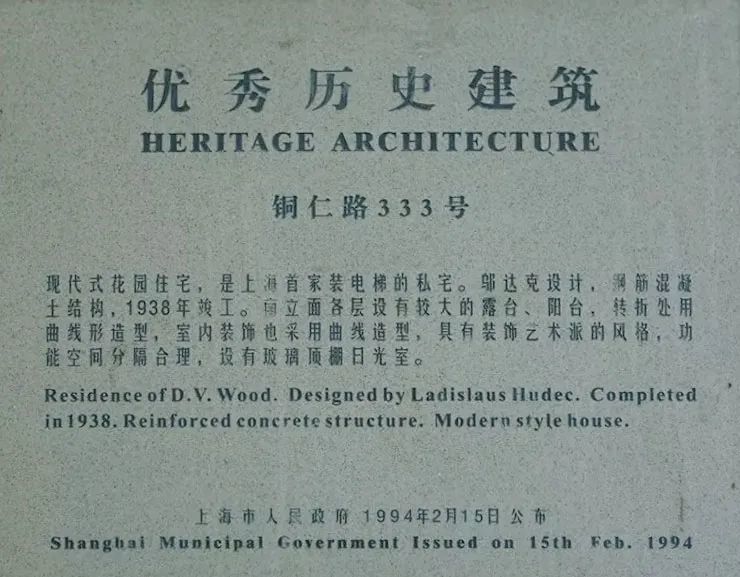 优秀历史建筑
HERITAGE ARCHITECTURE
铜仁路333号
现代式花园住宅，是上海首家装电梯的私宅。邬达克设计，钢筋混凝
土结构，1938年竣工。南立面各层设有较大的露台、阳台，转折处用
曲线形造型，室内装饰也采用曲线造型，具有装饰艺术派的风格，功
能空间分隔合理，设有玻璃顶棚日光室。
Residence of D.V. Wood. Designed by Ladislaus Hudec. Completed
in 1938. Reinforced concrete structure. Modern style house.
上海市人民政府 1994年2月15日公布
Shanghai Municipal Government Issued on 15th Feb. 1994